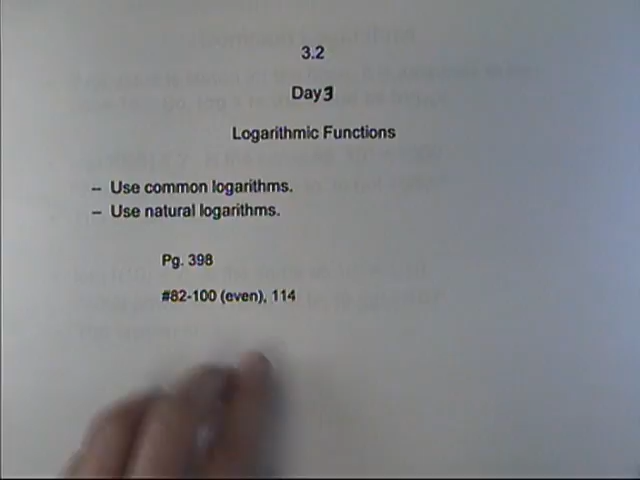 3.2
Day 3
Logarithmic Functions
– Use common logarithms.
– Use natural logarithms.
Pg. 398
#82-100 (even), 114